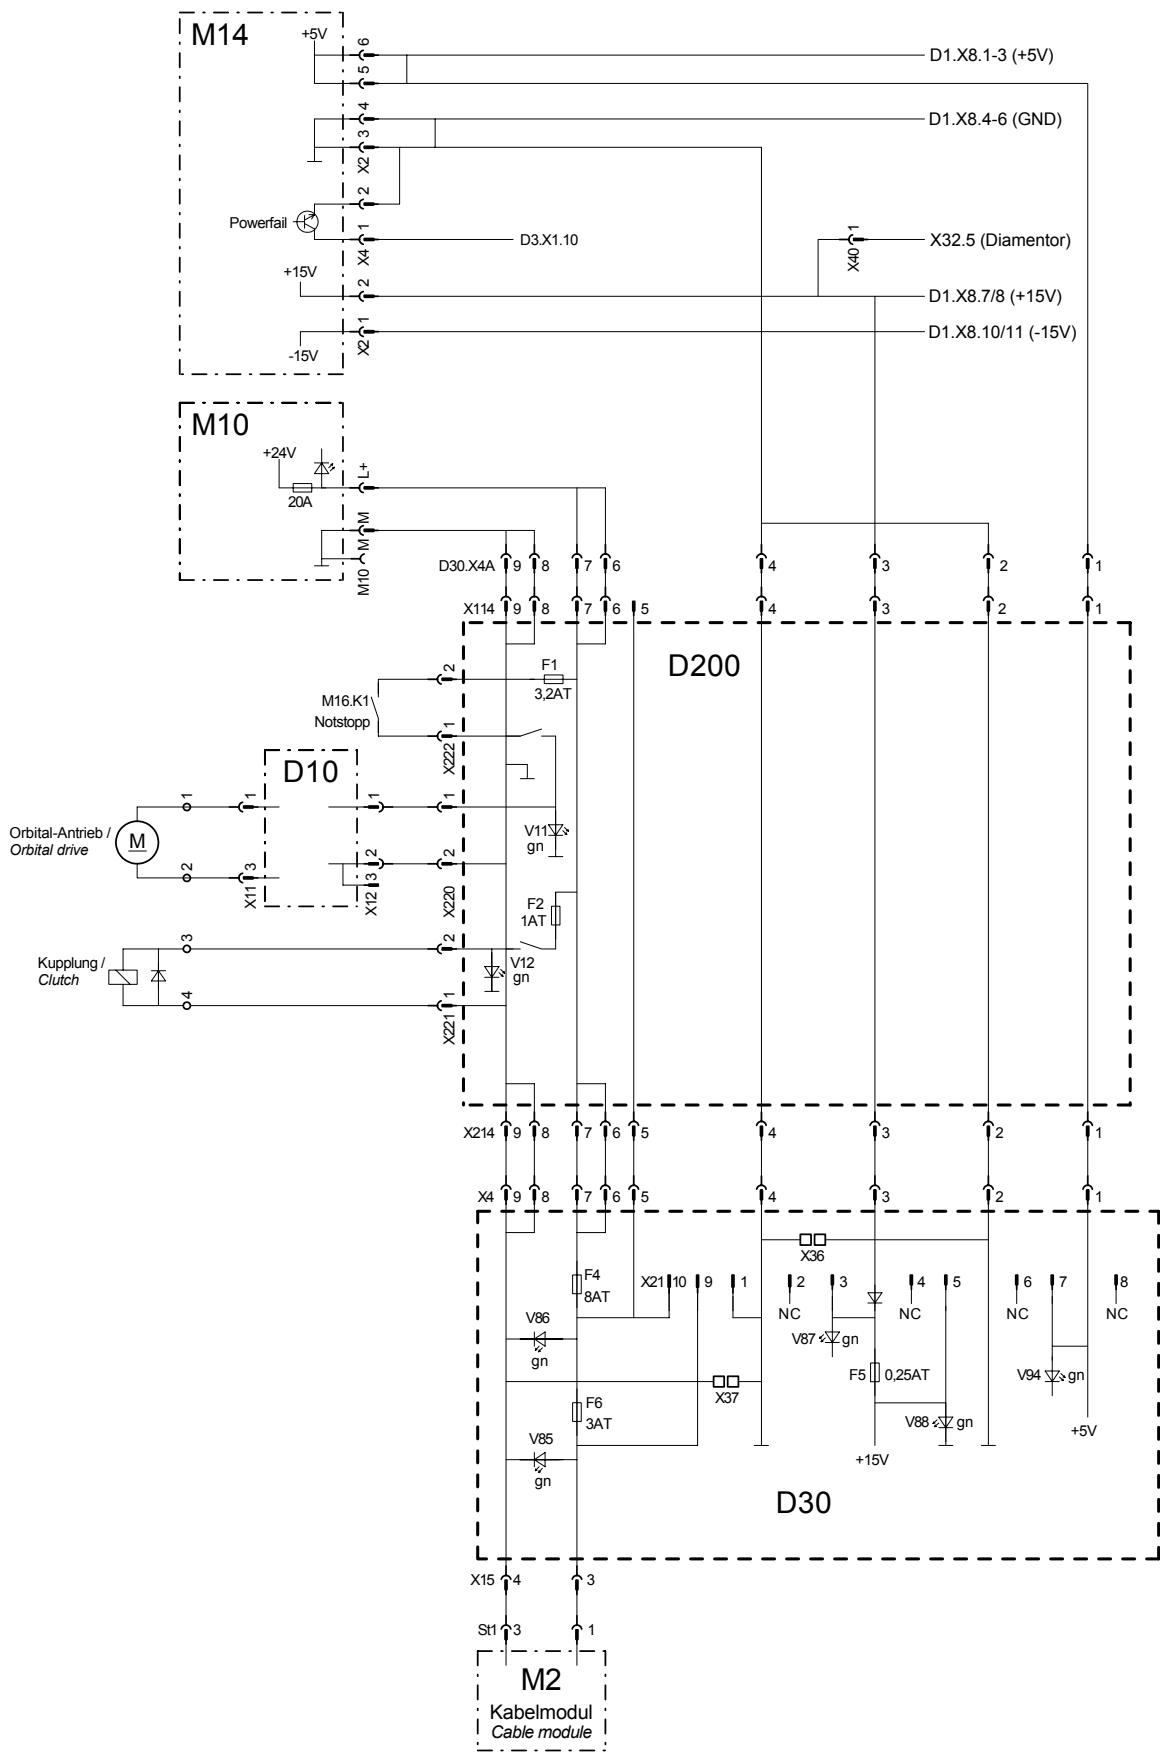 M14
+5V
6
D1.X8.1-3 (+5V)
5
4
D1.X8.4-6 (GND)
3
X2
2
Powerfail
1
X4
D3.X1.10
1
X40
X32.5 (Diamentor)
+15V
2
D1.X8.7/8 (+15V)
1
X2
-15V
D1.X8.10/11 (-15V)
M10
+24V
L+
20A
M
M
M10
D30.X4A 9 8 7 6 4 3 2 1
X114 9 8 7 6 5 4 3 2 1
D200
2
F1
3,2AT
M16.K1
Notstopp
1
X222
D10
1 1 1 1
Orbital-Antrieb /
Orbital drive
M
V11
gn
2 3 2 2
X11
3
X12
X220
F2
1AT
3 2
Kupplung /
Clutch
V12
gn
4 1
X221
X214 9 8 7 6 5 4 3 2 1
X4 9 8 7 6 5 4 3 2 1
X36
F4
8AT
X21 10 9 1 2 3 4 5 6 7 8
NC NC NC NC
V86
gn
V87 gn
F5 0,25AT
V94 gn
X37
F6
3AT
V88 gn
+5V
V85
gn
+15V
D30
X15 4 3
St1 3 1
M2
Kabelmodul
Cable module